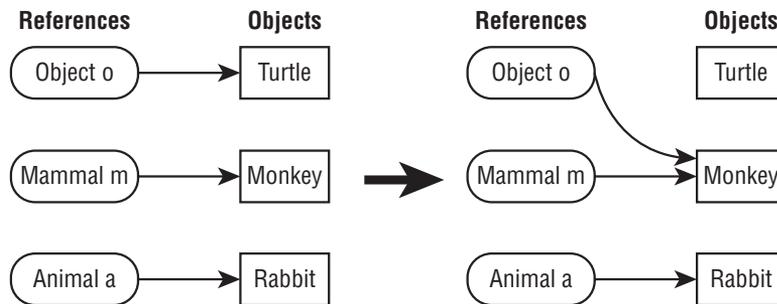 References Objects References Objects
Object o Turtle Object o Turtle
Mammal m Monkey Mammal m Monkey
Animal a Rabbit Animal a Rabbit